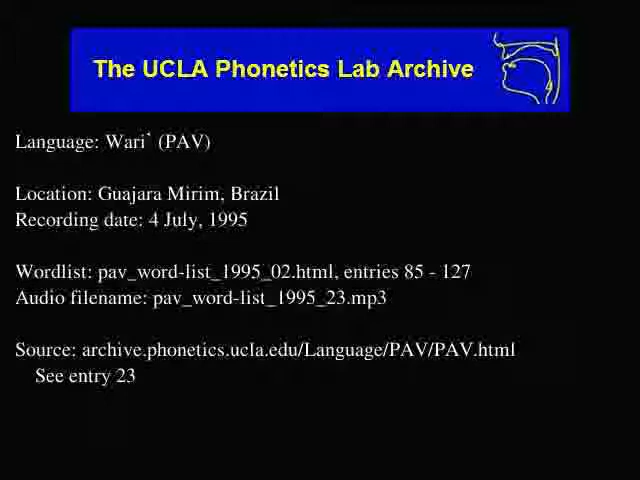 The UCLA Phonetics Lab Archive
Language: Wari` (PAV)
Location: Guajara Mirim, Brazil
Recording date: 4 July, 1995
Wordlist: pav_word-list_1995_02.html, entries 85 - 127
Audio filename: pav_word-list_1995_23.mp3
Source: archive.phonetics.ucla.edu/Language/PAV/PAV.html
See entry 23